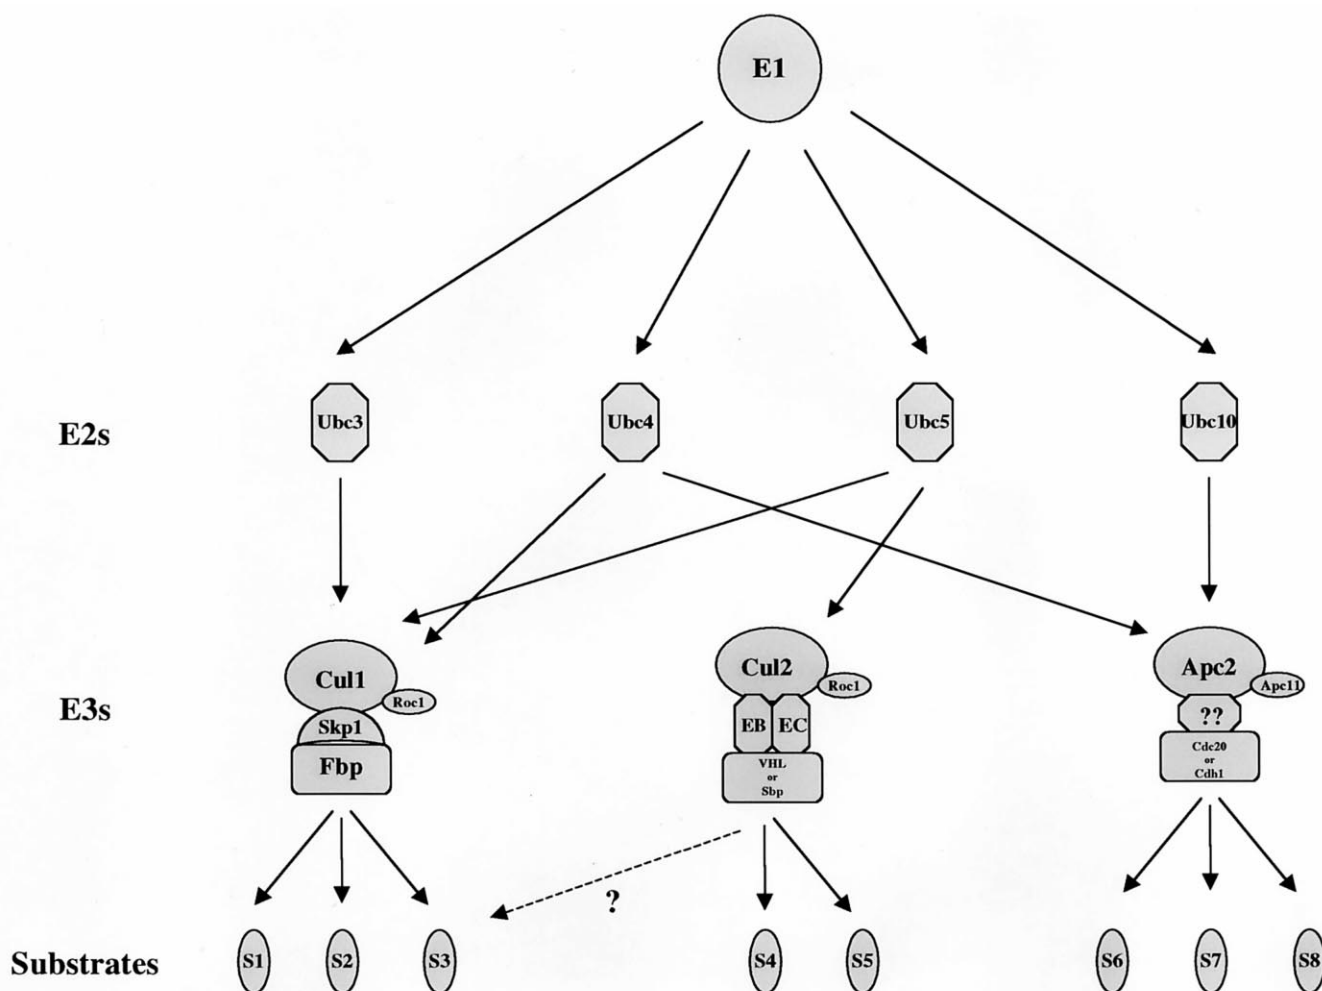 E1
E2s
Ubc3
Ubc4
Ubc5
Ubc10
E3s
Cul1
Roc1
Skp1
Fbp
Cul2
Roc1
EB
EC
VHL
or
Sbp
Apc2
Apc11
??
Cdc20
or
Cdh1
?
Substrates
S1
S2
S3
S4
S5
S6
S7
S8